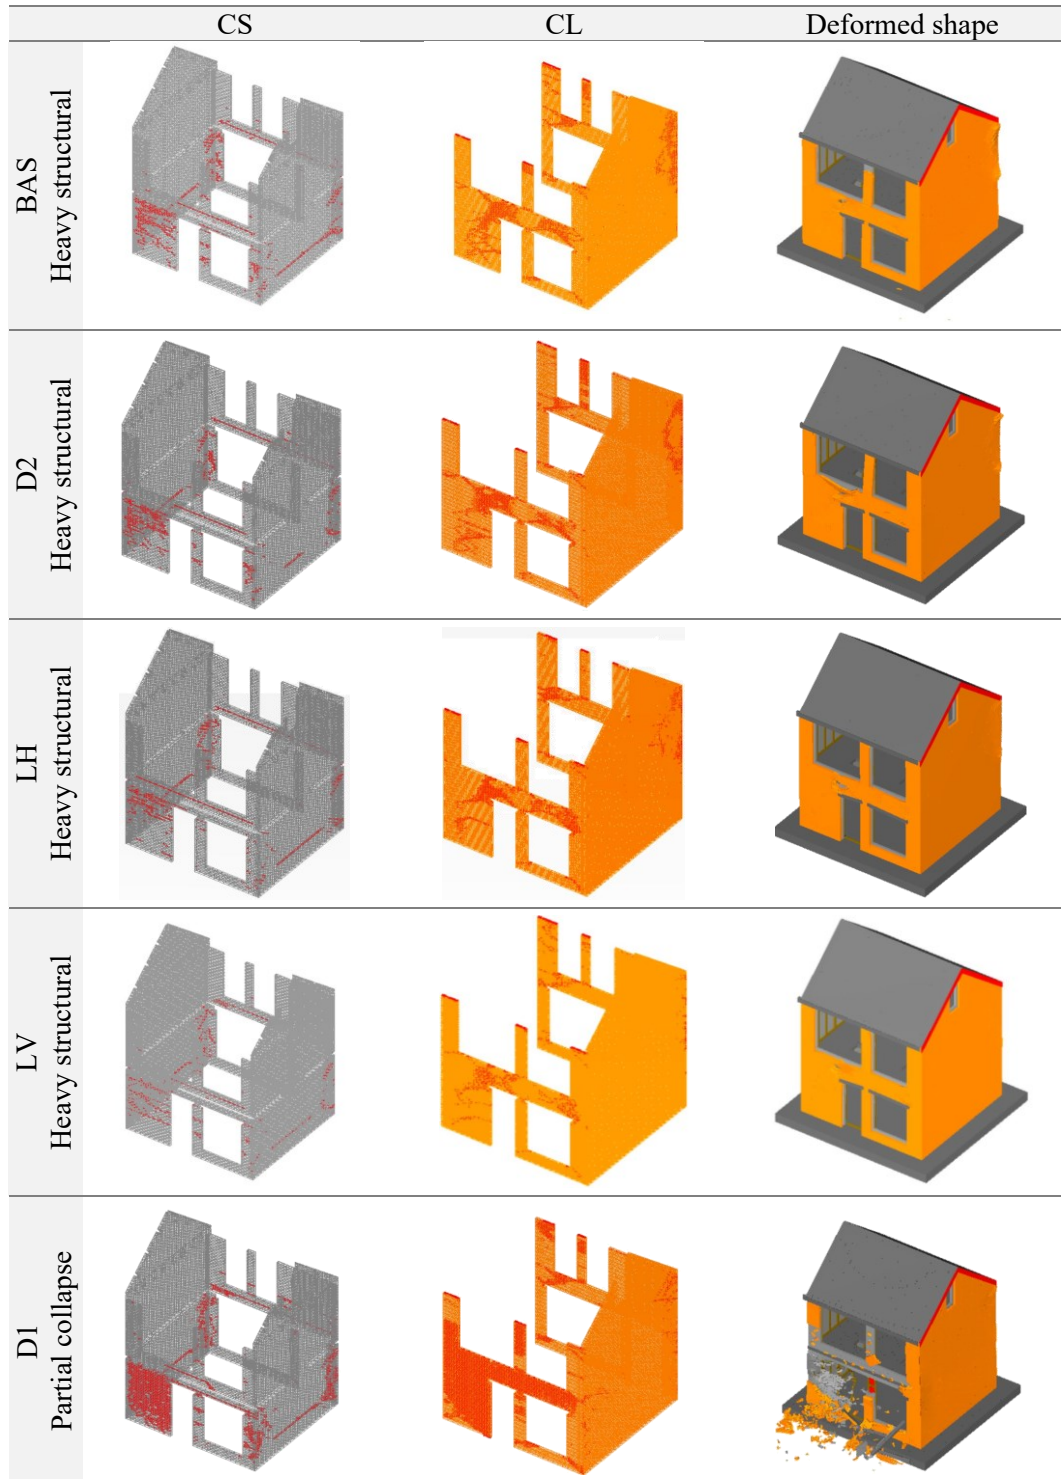 CS CL Deformed shape
BAS
Heavy structural
D2
Heavy structural
LH
Heavy structural
LV
Heavy structural
D1
Partial collapse